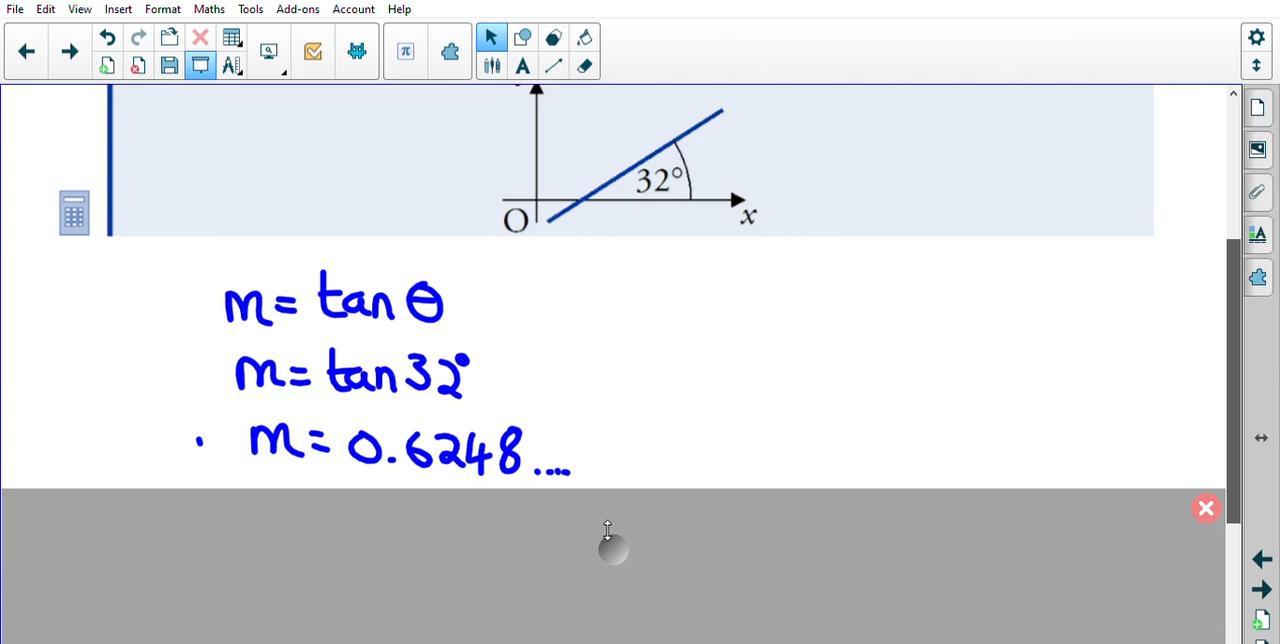 File Edit View Insert Format Maths Tools Add-ons Account Help
π
A
A
32°
O
x
m = tan θ
m = tan 32°
m = 0.6248....